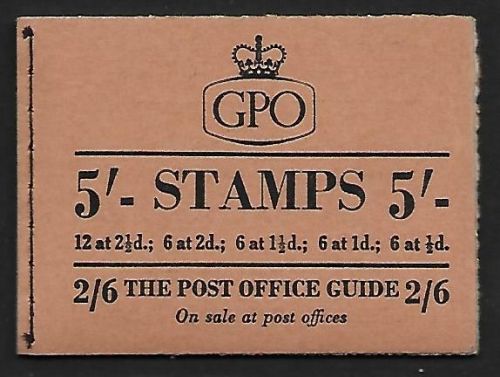 GPO
5'- STAMPS 5'-
12 at 2½d.; 6 at 2d.; 6 at 1½d.; 6 at 1d.; 6 at ½d.
2/6 THE POST OFFICE GUIDE 2/6
On sale at post offices